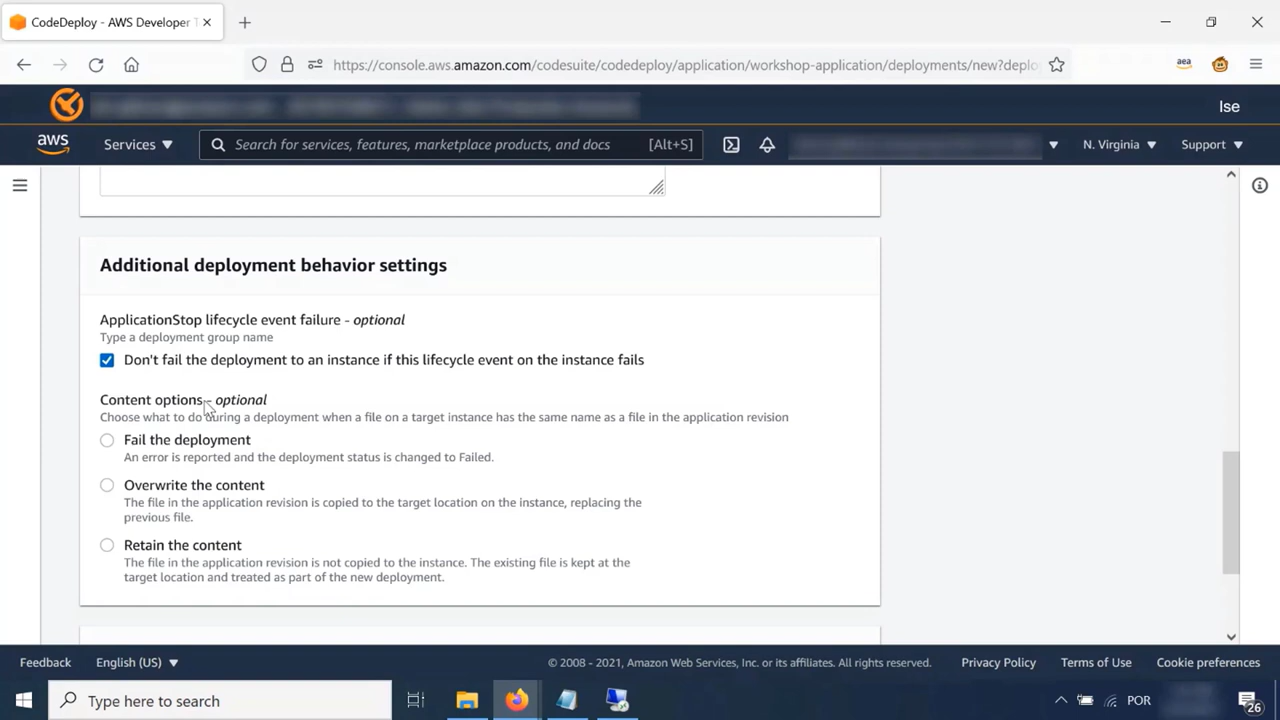 CodeDeploy - AWS Developer T
https://console.aws.amazon.com/codesuite/codedeploy/application/workshop-application/deployments/new?deplo
aea
Ise
aws
Services
Search for services, features, marketplace products, and docs
[Alt+S]
N. Virginia
Support
Additional deployment behavior settings
ApplicationStop lifecycle event failure - optional
Type a deployment group name
Don't fail the deployment to an instance if this lifecycle event on the instance fails
Content options - optional
Choose what to do during a deployment when a file on a target instance has the same name as a file in the application revision
Fail the deployment
An error is reported and the deployment status is changed to Failed.
Overwrite the content
The file in the application revision is copied to the target location on the instance, replacing the
previous file.
Retain the content
The file in the application revision is not copied to the instance. The existing file is kept at the
target location and treated as part of the new deployment.
Feedback
English (US)
© 2008 - 2021, Amazon Web Services, Inc. or its affiliates. All rights reserved.
Privacy Policy
Terms of Use
Cookie preferences
Type here to search
POR
26